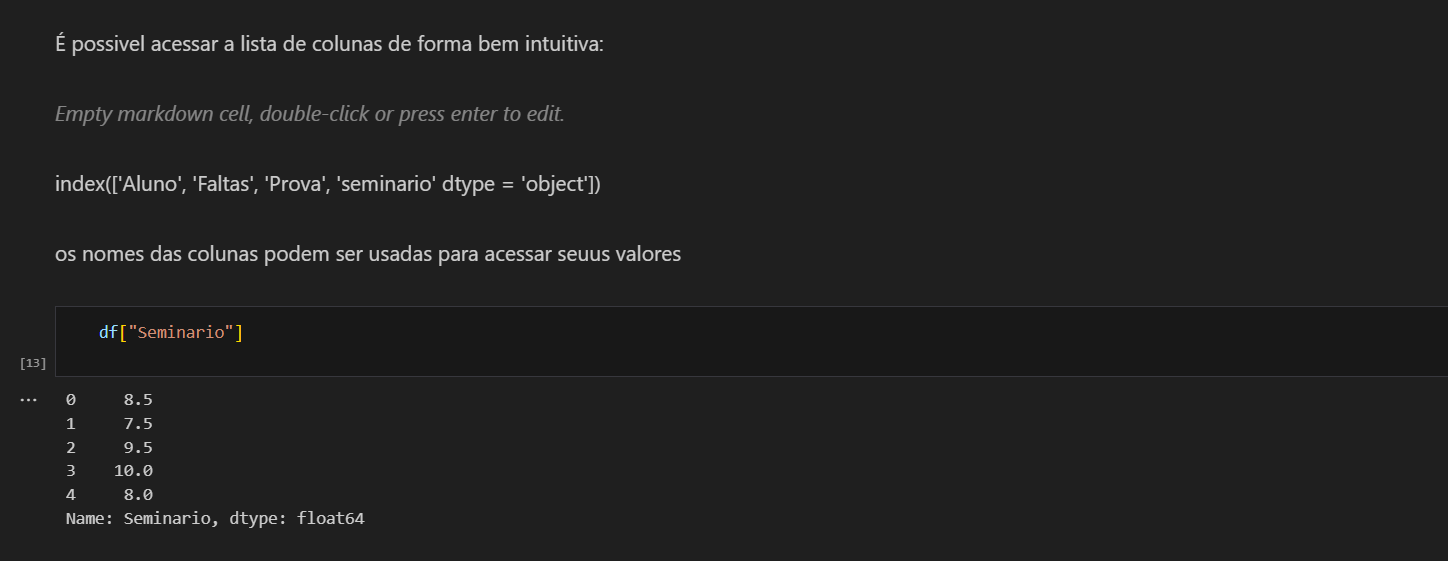 É possivel acessar a lista de colunas de forma bem intuitiva:
Empty markdown cell, double-click or press enter to edit.
index(['Aluno', 'Faltas', 'Prova', 'seminario' dtype = 'object'])
os nomes das colunas podem ser usadas para acessar seuus valores
df["Seminario"]
[13]
... 0 8.5
1 7.5
2 9.5
3 10.0
4 8.0
Name: Seminario, dtype: float64